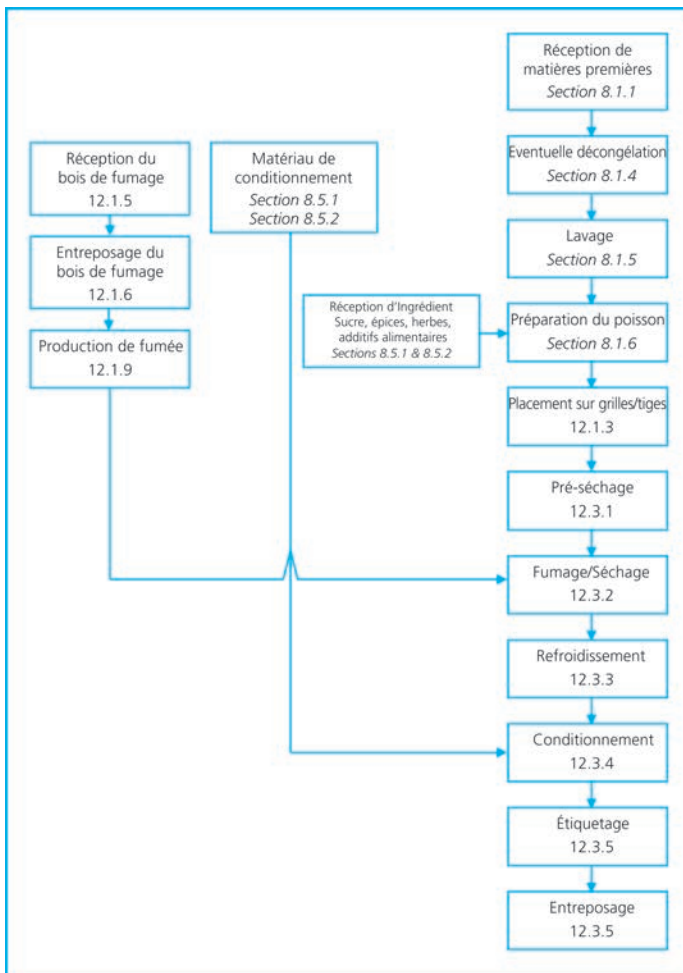 Réception de
matières premières
Section 8.1.1
Réception du
bois de fumage
12.1.5
Matériau de
conditionnement
Section 8.5.1
Section 8.5.2
Eventuelle décongélation
Section 8.1.4
Entreposage du
bois de fumage
12.1.6
Lavage
Section 8.1.5
Production de fumée
12.1.9
Réception d'Ingrédient
Sucre, épices, herbes,
additifs alimentaires
Sections 8.5.1 & 8.5.2
Préparation du poisson
Section 8.1.6
Placement sur grilles/tiges
12.1.3
Pré-séchage
12.3.1
Fumage/Séchage
12.3.2
Refroidissement
12.3.3
Conditionnement
12.3.4
Étiquetage
12.3.5
Entreposage
12.3.5